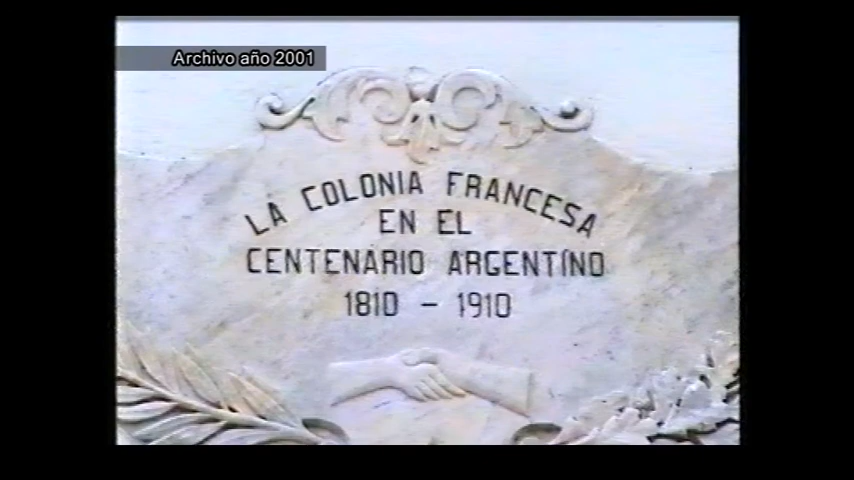 Archivo año 2001
LA COLONIA FRANCESA
EN EL
CENTENARIO ARGENTINO
1810 - 1910